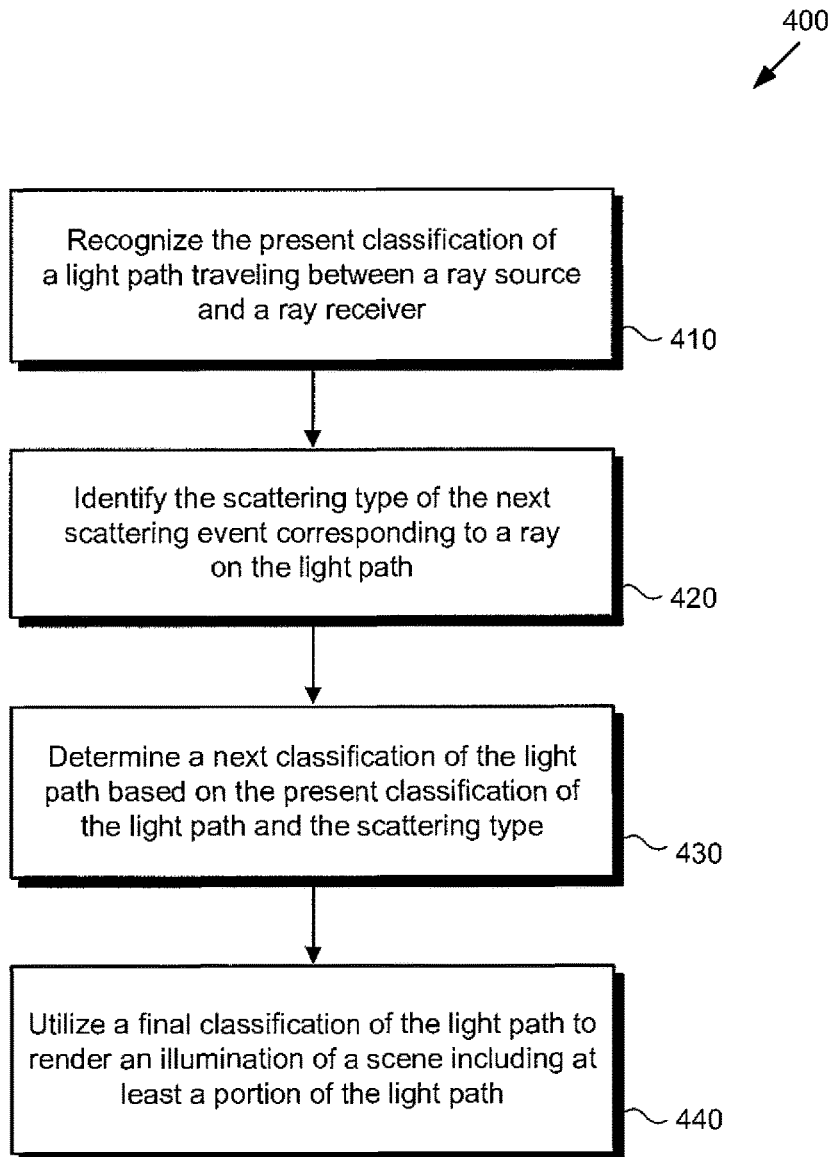 400
Recognize the present classification of
a light path traveling between a ray source
and a ray receiver
410
Identify the scattering type of the next
scattering event corresponding to a ray
on the light path
420
Determine a next classification of the light
path based on the present classification of
the light path and the scattering type
430
Utilize a final classification of the light path to
render an illumination of a scene including at
least a portion of the light path
440